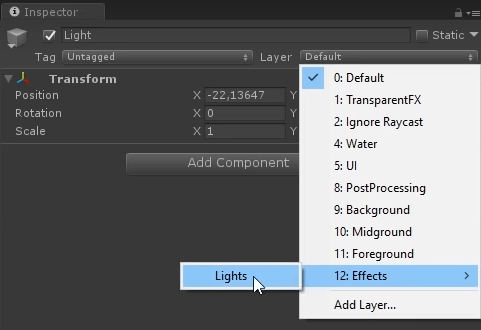 Inspector
Light
Static
Tag Untagged Layer Default
Transform
Position X -22,13647 Y
Rotation X 0 Y
Scale X 1 Y
Add Component
0: Default
1: TransparentFX
2: Ignore Raycast
4: Water
5: UI
8: PostProcessing
9: Background
10: Midground
11: Foreground
12: Effects
Lights
Add Layer...